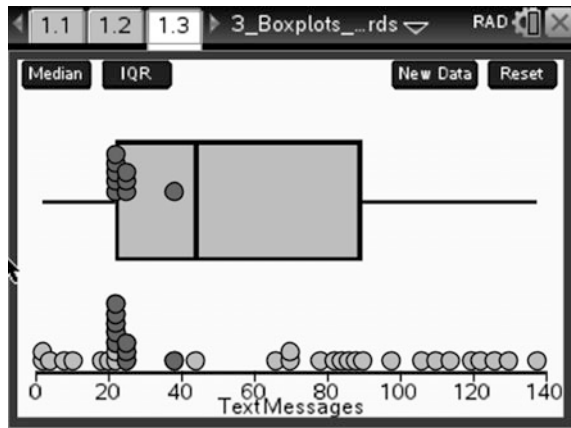 1.1 1.2 1.3 3_Boxplots_...rds RAD
Median IQR New Data Reset
0 20 40 60 80 100 120 140
TextMessages